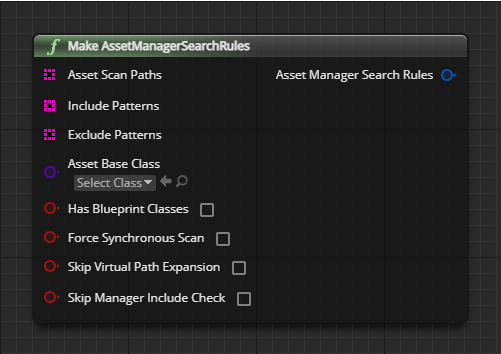 Make AssetManagerSearchRules
Asset Scan Paths
Asset Manager Search Rules
Include Patterns
Exclude Patterns
Asset Base Class
Select Class
Has Blueprint Classes
Force Synchronous Scan
Skip Virtual Path Expansion
Skip Manager Include Check